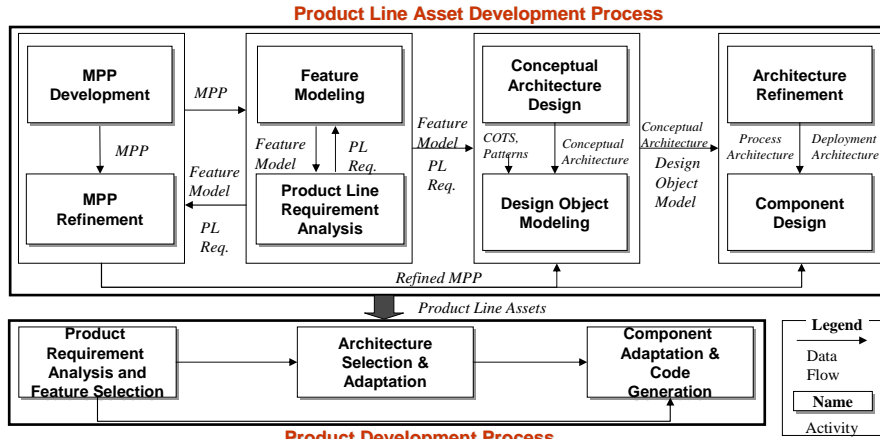 Product Line Asset Development Process
MPP
Development
MPP
MPP
Refinement
MPP
Feature
Model
PL
Req.
Feature
Modeling
Feature
Model
PL
Req.
Product Line
Requirement
Analysis
Feature
Model
PL
Req.
Conceptual
Architecture
Design
COTS,
Patterns
Conceptual
Architecture
Design Object
Modeling
Conceptual
Architecture
Design
Object
Model
Architecture
Refinement
Process
Architecture
Deployment
Architecture
Component
Design
Refined MPP
Product Line Assets
Product
Requirement
Analysis and
Feature Selection
Architecture
Selection &
Adaptation
Component
Adaptation &
Code
Generation
Legend
Data
Flow
Name
Activity
Product Development Process